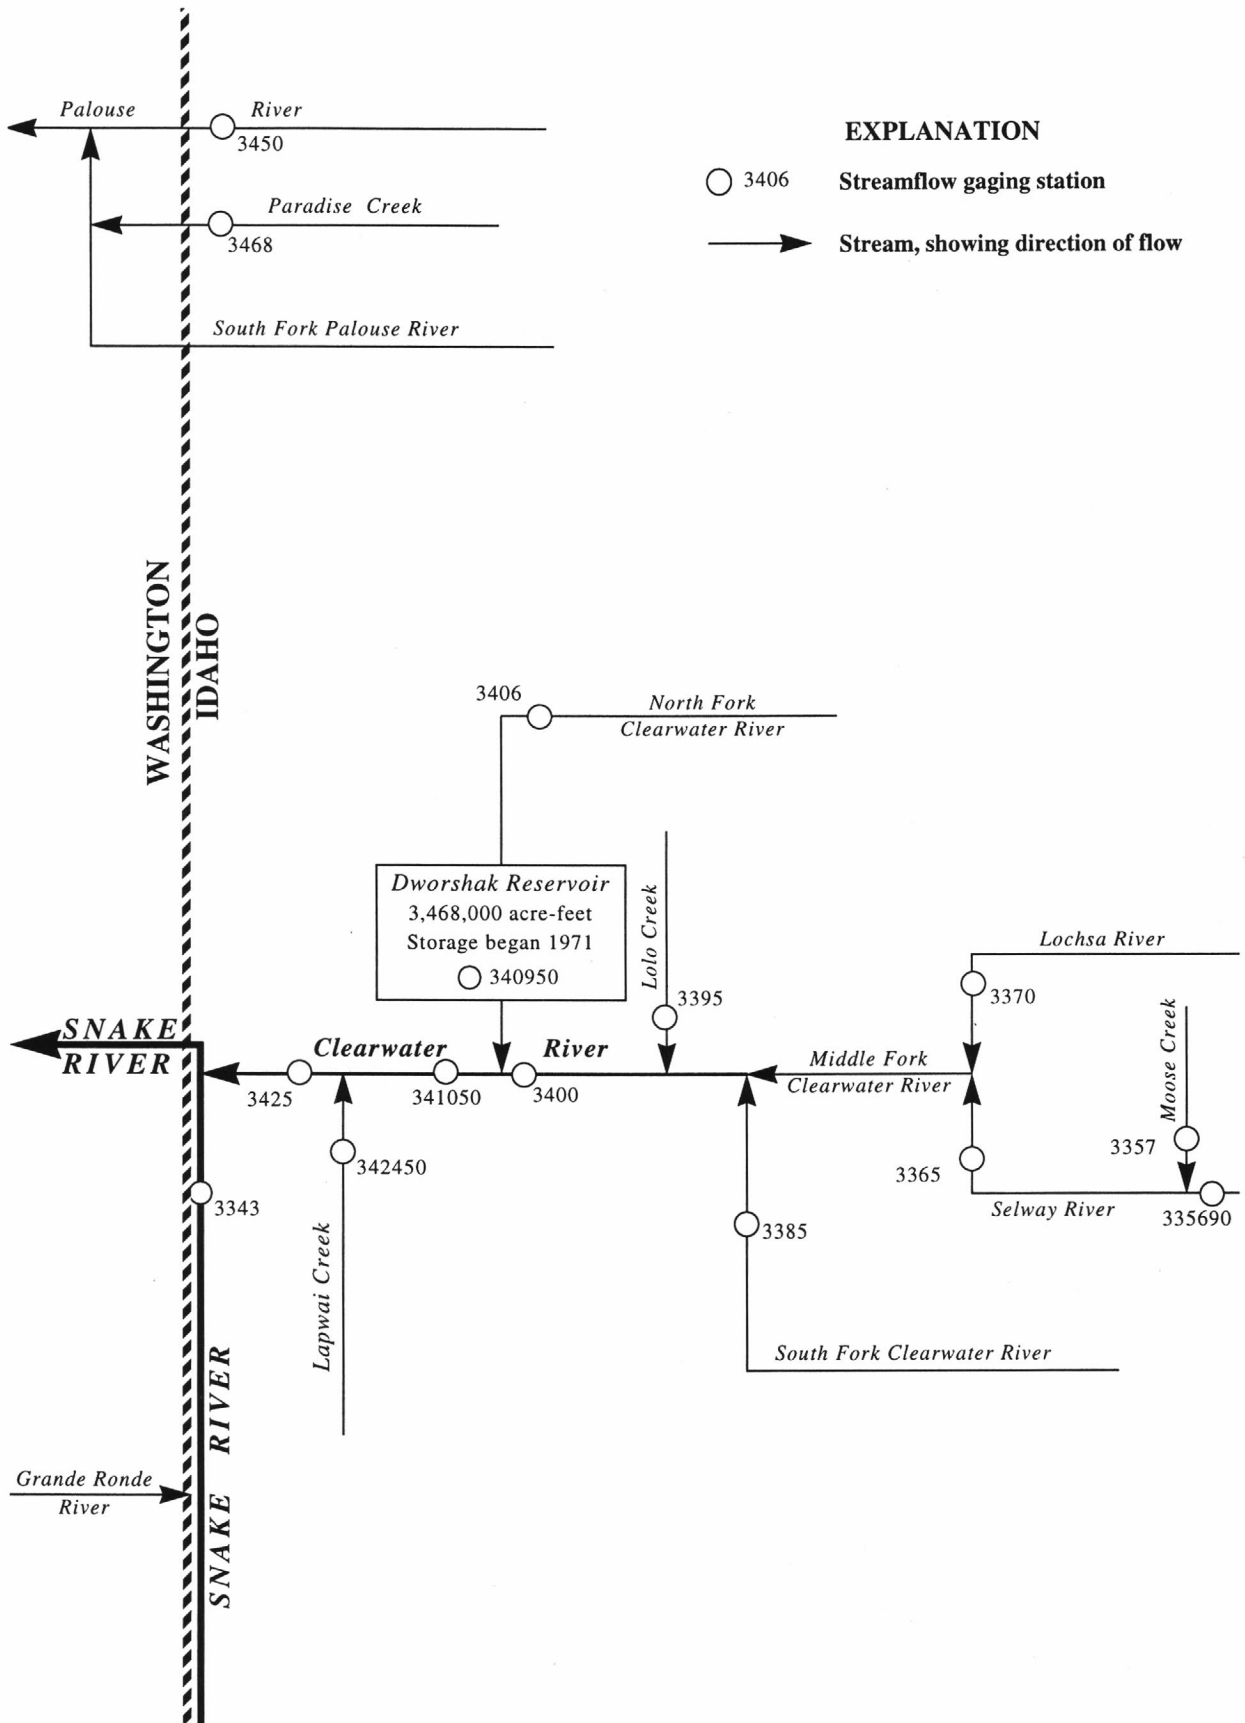 Palouse River
3450
EXPLANATION
3406 Streamflow gaging station
Paradise Creek
3468
Stream, showing direction of flow
South Fork Palouse River
WASHINGTON
IDAHO
3406
North Fork
Clearwater River
Dworshak Reservoir
3,468,000 acre-feet
Storage began 1971
340950
Lolo Creek
3395
Lochsa River
3370
Moose Creek
SNAKE
RIVER
Clearwater River
3425
341050
3400
Middle Fork
Clearwater River
3357
342450
3365
3343
Selway River
335690
3385
Lapwai Creek
South Fork Clearwater River
SNAKE RIVER
Grande Ronde
River